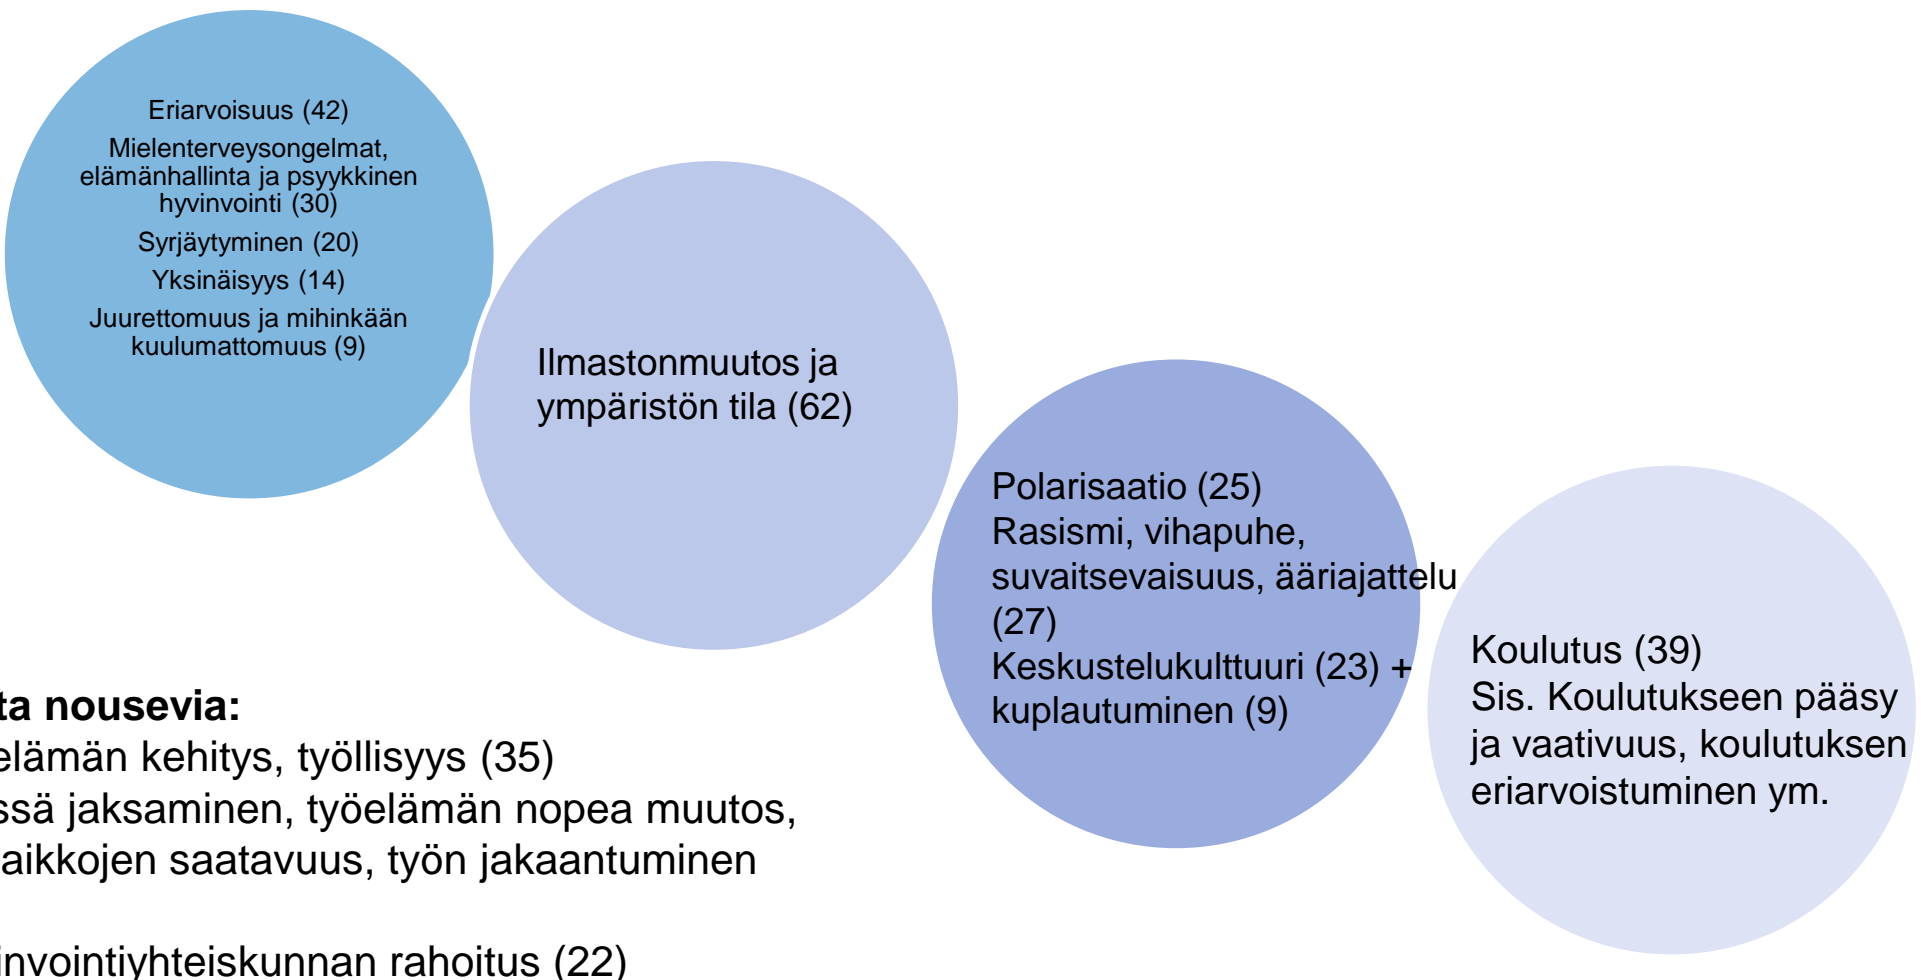 Eriarvoisuus (42)
Mielenterveysongelmat,
elämänhallinta ja psyykkinen
hyvinvointi (30)
Syrjäytyminen (20)
Yksinäisyys (14)
Juurettomuus ja mihinkään
kuulumattomuus (9)
Ilmastonmuutos ja
ympäristön tila (62)
Polarisaatio (25)
Rasismi, vihapuhe,
suvaitsevaisuus, ääriajattelu
(27)
Keskustelukulttuuri (23) +
kuplautuminen (9)
Koulutus (39)
Sis. Koulutukseen pääsy
ja vaativuus, koulutuksen
eriarvoistuminen ym.
ta nousevia:
elämän kehitys, työllisyys (35)
ssä jaksaminen, työelämän nopea muutos,
aikkojen saatavuus, työn jakaantuminen
invointiyhteiskunnan rahoitus (22)